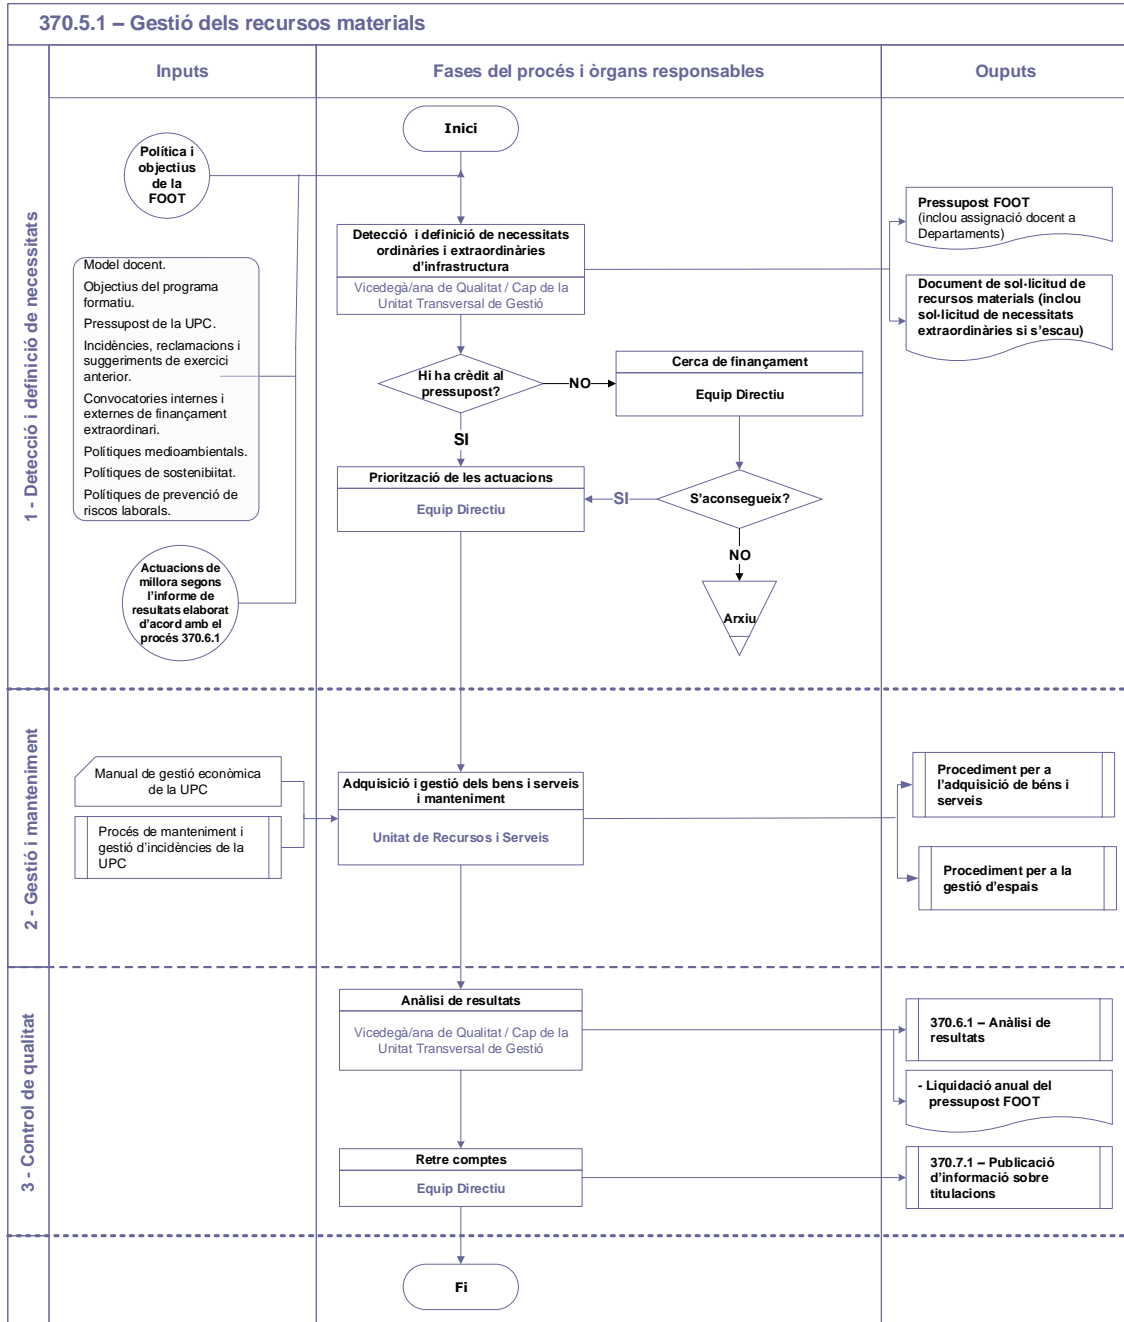 370.5.1 – Gestió dels recursos materials
Inputs
Fases del procés i òrgans responsables
Ouputs
1 - Detecció i definició de necessitats
Inici
Política i
objectius
de la
FOOT
Detecció i definició de necessitats
ordinàries i extraordinàries
d’infrastructura
Vicedegà/ana de Qualitat / Cap de la
Unitat Transversal de Gestió
Pressupost FOOT
(inclou assignació docent a
Departaments)
Document de sol·licitud de
recursos materials (inclou
sol·licitud de necessitats
extraordinàries si s’escau)
Model docent.
Objectius del programa
formatiu.
Pressupost de la UPC.
Incidències, reclamacions i
suggeriments de exercici
anterior.
Convocatories internes i
externes de finançament
extraordinari.
Polítiques medioambientals.
Polítiques de sostenibiitat.
Polítiques de prevenció de
riscos laborals.
Hi ha crèdit al
pressupost?
NO
Cerca de finançament
Equip Directiu
SI
Priorització de les actuacions
Equip Directiu
SI
S’aconsegueix?
NO
Arxiu
Actuacions de
millora segons
l’informe de
resultats elaborat
d’acord amb el
procés 370.6.1
2 - Gestió i manteniment
Manual de gestió econòmica
de la UPC
Procés de manteniment i
gestió d’incidències de la
UPC
Adquisició i gestió dels bens i serveis
i manteniment
Unitat de Recursos i Serveis
Procediment per a
l’adquisició de béns i
serveis
Procediment per a la
gestió d’espais
3 - Control de qualitat
Anàlisi de resultats
Vicedegà/ana de Qualitat / Cap de la
Unitat Transversal de Gestió
370.6.1 – Anàlisi de
resultats
- Liquidació anual del
pressupost FOOT
Retre comptes
Equip Directiu
370.7.1 – Publicació
d’informació sobre
titulacions
Fi